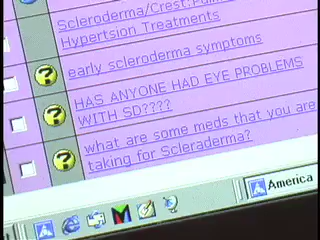 Scleroderma/Crest:Pulm
Hypertsion Treatments
early scleroderma symptoms
HAS ANYONE HAD EYE PROBLEMS
WITH SD????
what are some meds that you are
taking for Scleraderma?
America